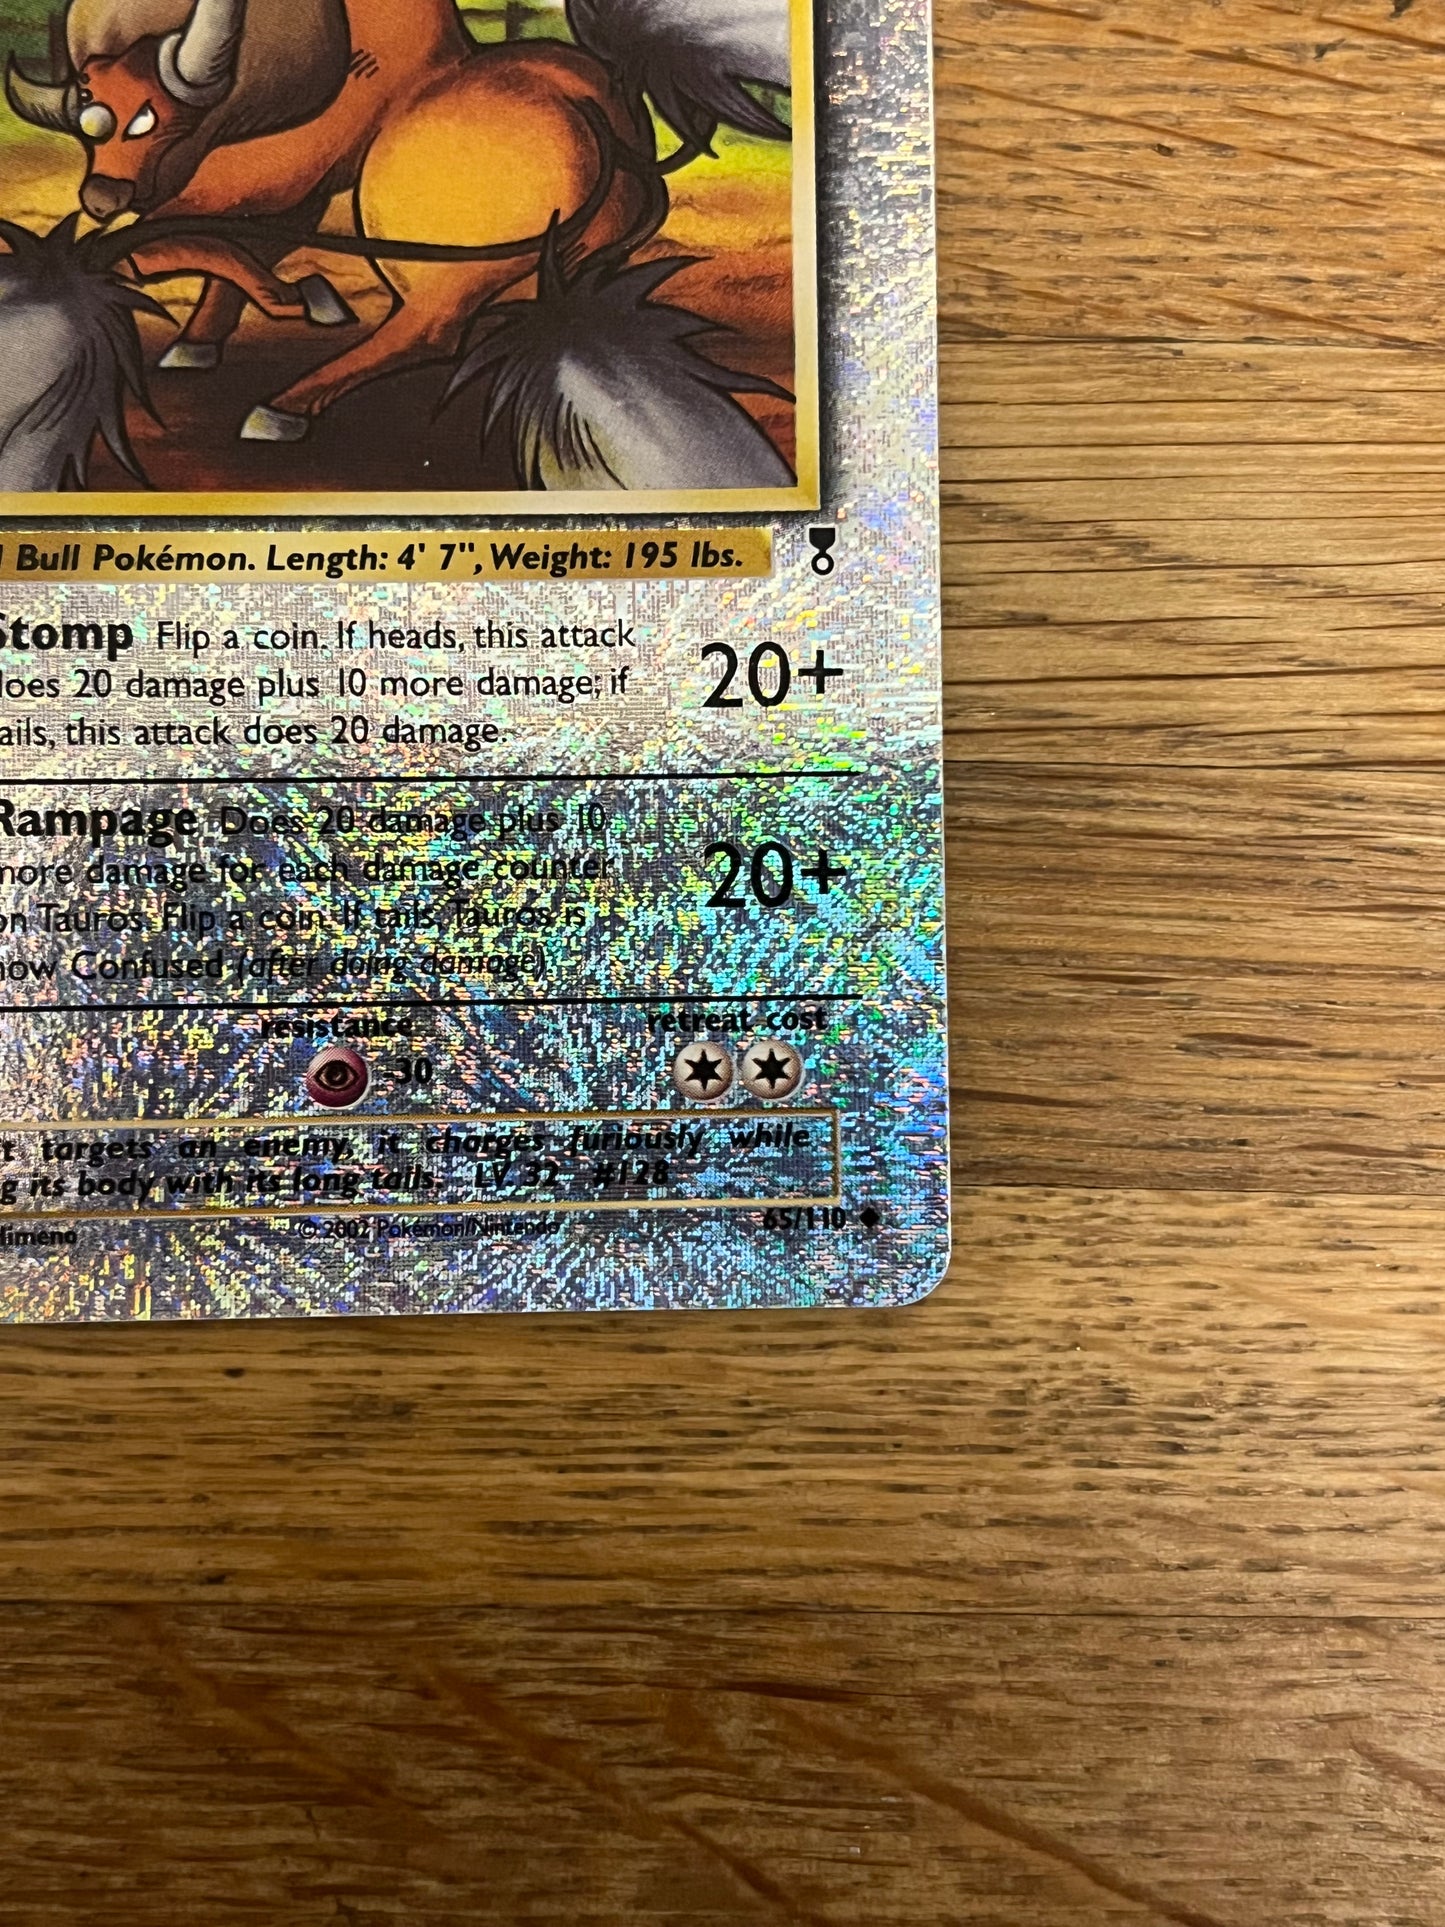 Bull Pokémon. Length: 4' 7", Weight: 195 lbs.
Stomp Flip a coin. If heads, this attack
does 20 damage plus 10 more damage; if
ails, this attack does 20 damage.
20+
Rampage Does 20 damage plus 10
more damage for each damage counter
on Tauros. Flip a coin. If tails, Tauros is
now Confused (after doing damage).
20+
resistance
-30
retreat cost
t targets an enemy, it charges furiously while
g its body with its long tails. LV. 32 #128
limeno
© 2002 Pokémon/Nintendo
65/110